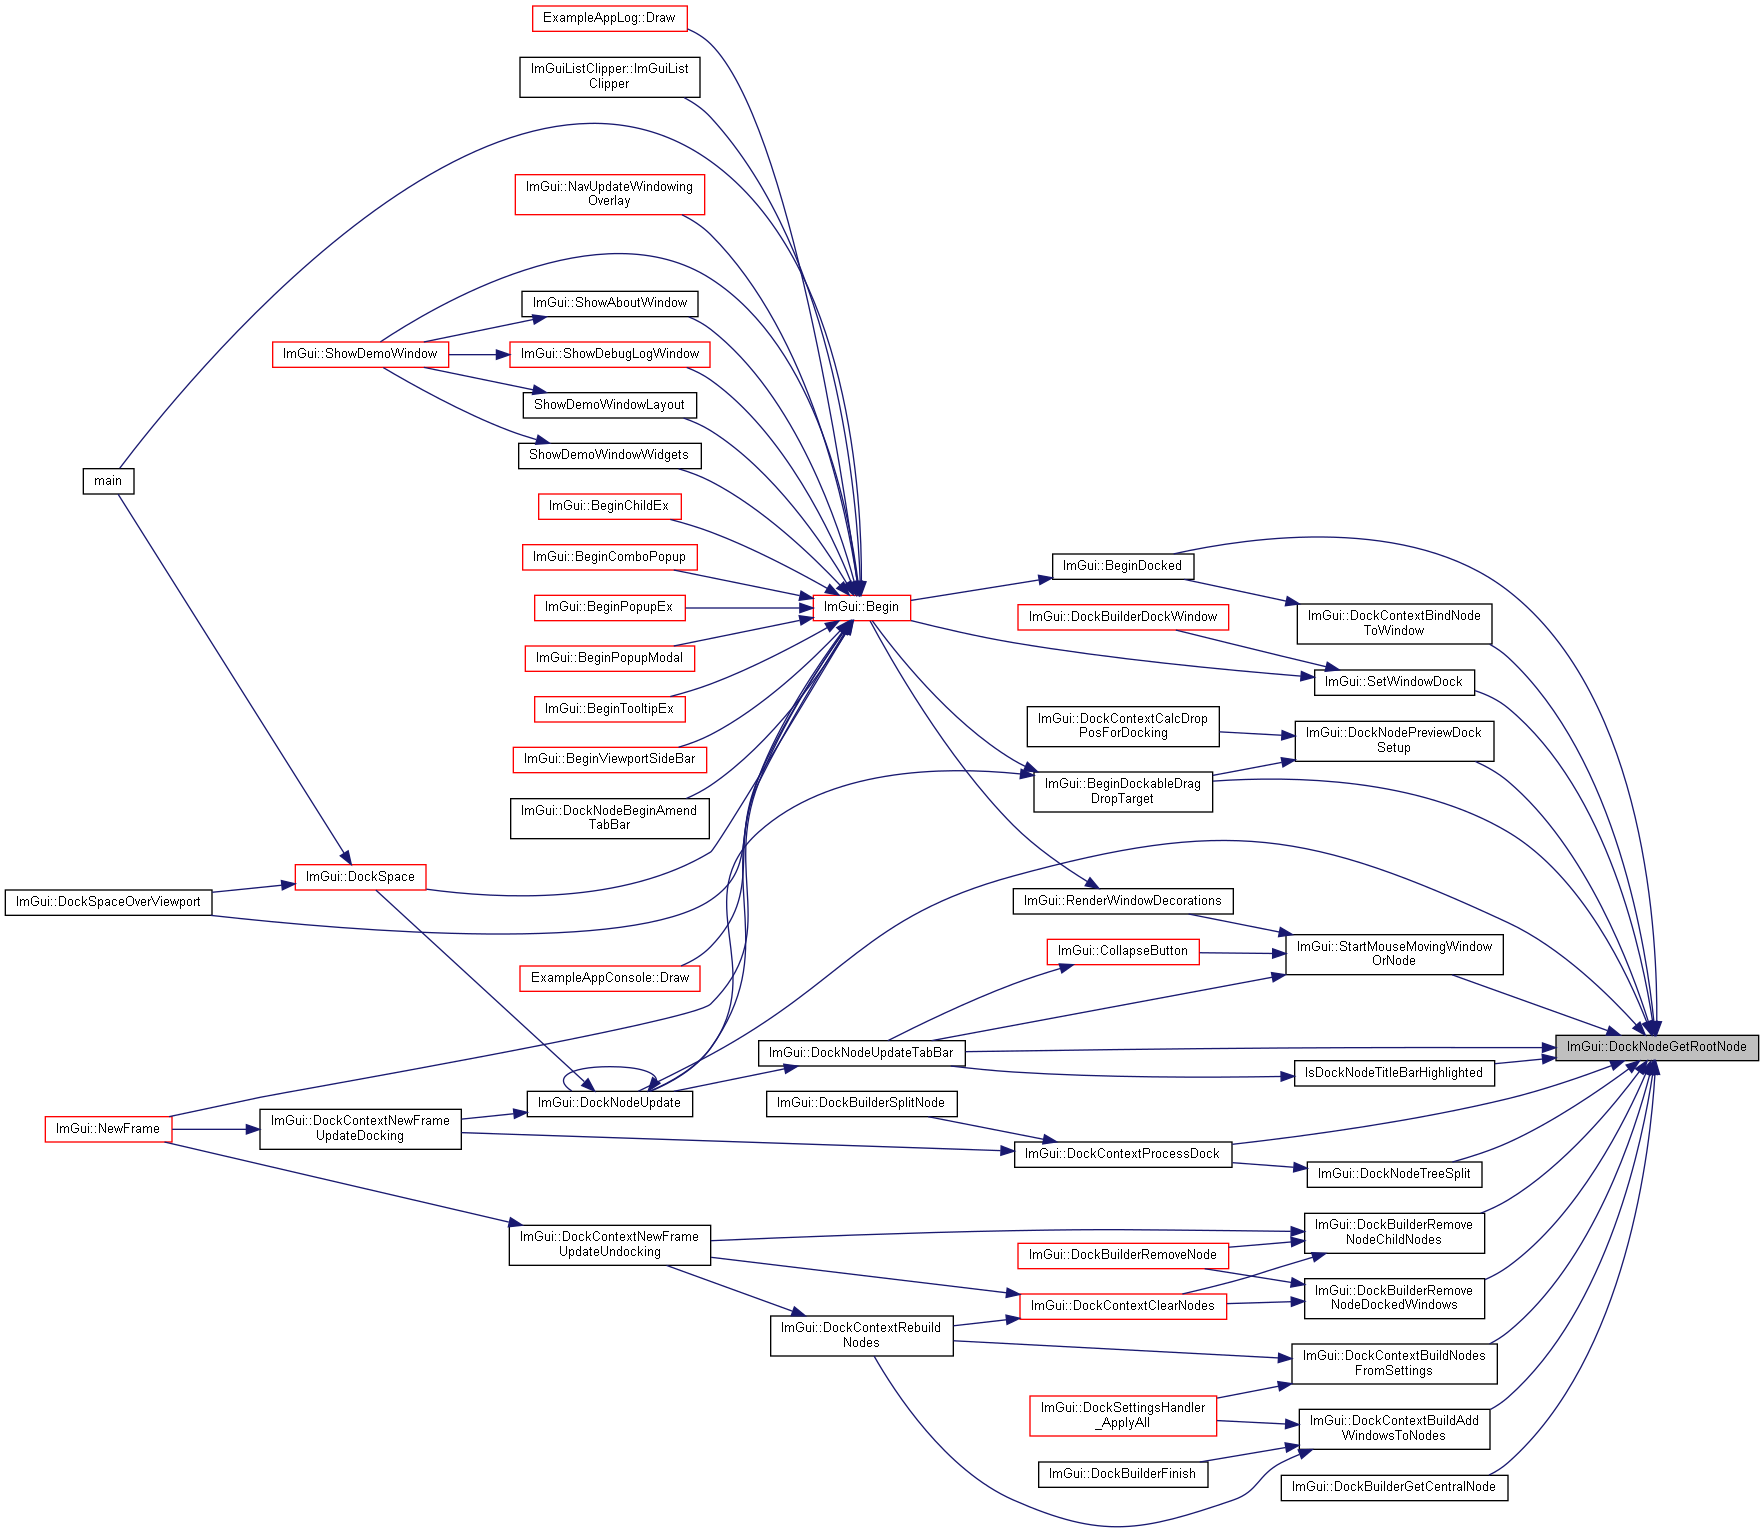 ExampleAppLog::Draw
ImGuiListClipper::ImGuiList
Clipper
ImGui::NavUpdateWindowing
Overlay
ImGui::ShowAboutWindow
ImGui::ShowDemoWindow
ImGui::ShowDebugLogWindow
ShowDemoWindowLayout
ShowDemoWindowWidgets
main
ImGui::BeginChildEx
ImGui::BeginComboPopup
ImGui::BeginPopupEx
ImGui::BeginPopupModal
ImGui::BeginTooltipEx
ImGui::BeginViewportSideBar
ImGui::DockNodeBeginAmend
TabBar
ImGui::DockSpace
ImGui::DockSpaceOverViewport
ExampleAppConsole::Draw
ImGui::Begin
ImGui::BeginDocked
ImGui::DockBuilderDockWindow
ImGui::DockContextBindNode
ToWindow
ImGui::SetWindowDock
ImGui::DockContextCalcDrop
PosForDocking
ImGui::DockNodePreviewDock
Setup
ImGui::BeginDockableDrag
DropTarget
ImGui::RenderWindowDecorations
ImGui::StartMouseMovingWindow
OrNode
ImGui::CollapseButton
ImGui::DockNodeGetRootNode
ImGui::DockNodeUpdateTabBar
IsDockNodeTitleBarHighlighted
ImGui::DockNodeUpdate
ImGui::DockBuilderSplitNode
ImGui::NewFrame
ImGui::DockContextNewFrame
UpdateDocking
ImGui::DockContextProcessDock
ImGui::DockNodeTreeSplit
ImGui::DockContextNewFrame
UpdateUndocking
ImGui::DockBuilderRemove
NodeChildNodes
ImGui::DockBuilderRemoveNode
ImGui::DockBuilderRemove
NodeDockedWindows
ImGui::DockContextClearNodes
ImGui::DockContextRebuild
Nodes
ImGui::DockContextBuildNodes
FromSettings
ImGui::DockSettingsHandler
_ApplyAll
ImGui::DockContextBuildAdd
WindowsToNodes
ImGui::DockBuilderFinish
ImGui::DockBuilderGetCentralNode